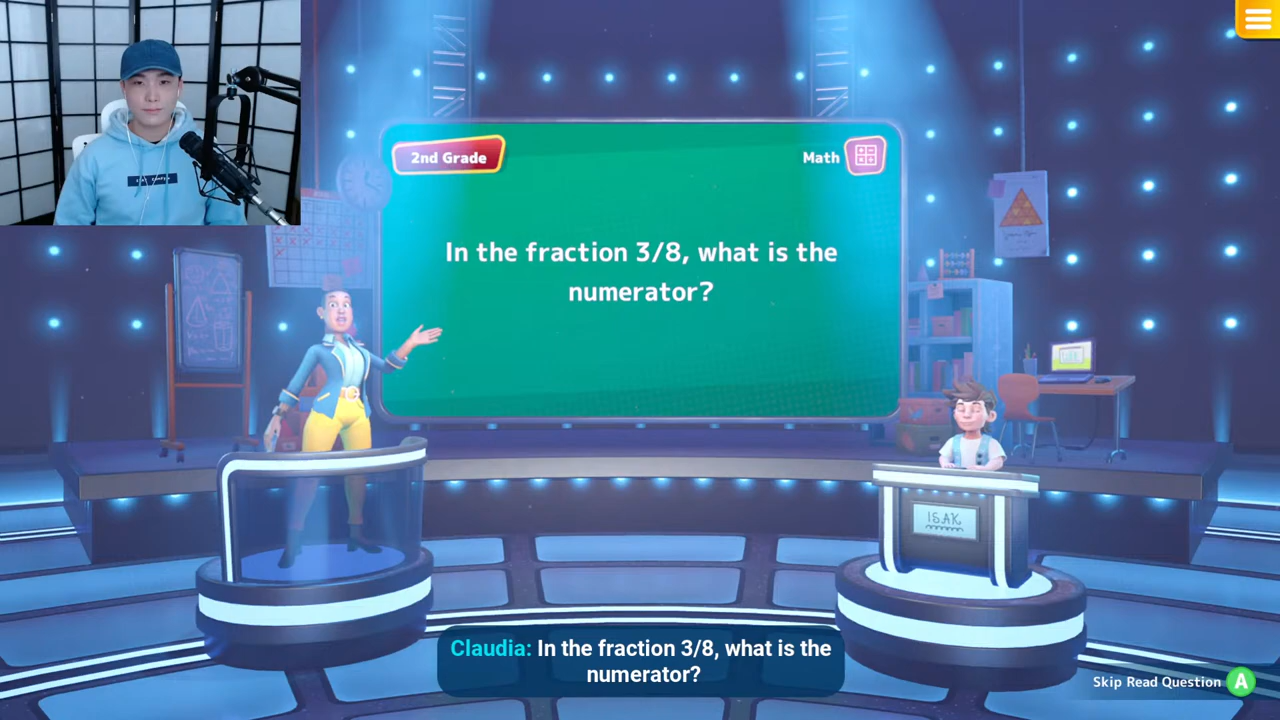 2nd Grade
Math
In the fraction 3/8, what is the
numerator?
ISAK
Claudia: In the fraction 3/8, what is the
numerator?
Skip Read Question A